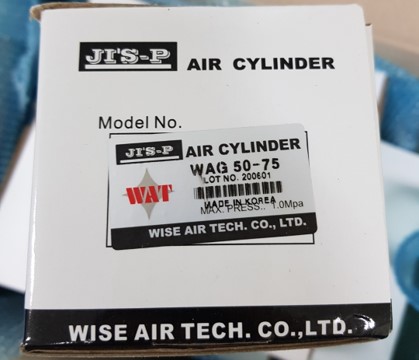 JI'S-P AIR CYLINDER
Model No.
JI'S-P AIR CYLINDER
WAG 50-75
LOT NO. 200601
WAT
MADE IN KOREA
MAX. PRESS.: 1.0Mpa
WISE AIR TECH. CO., LTD.
WISE AIR TECH. CO.,LTD.